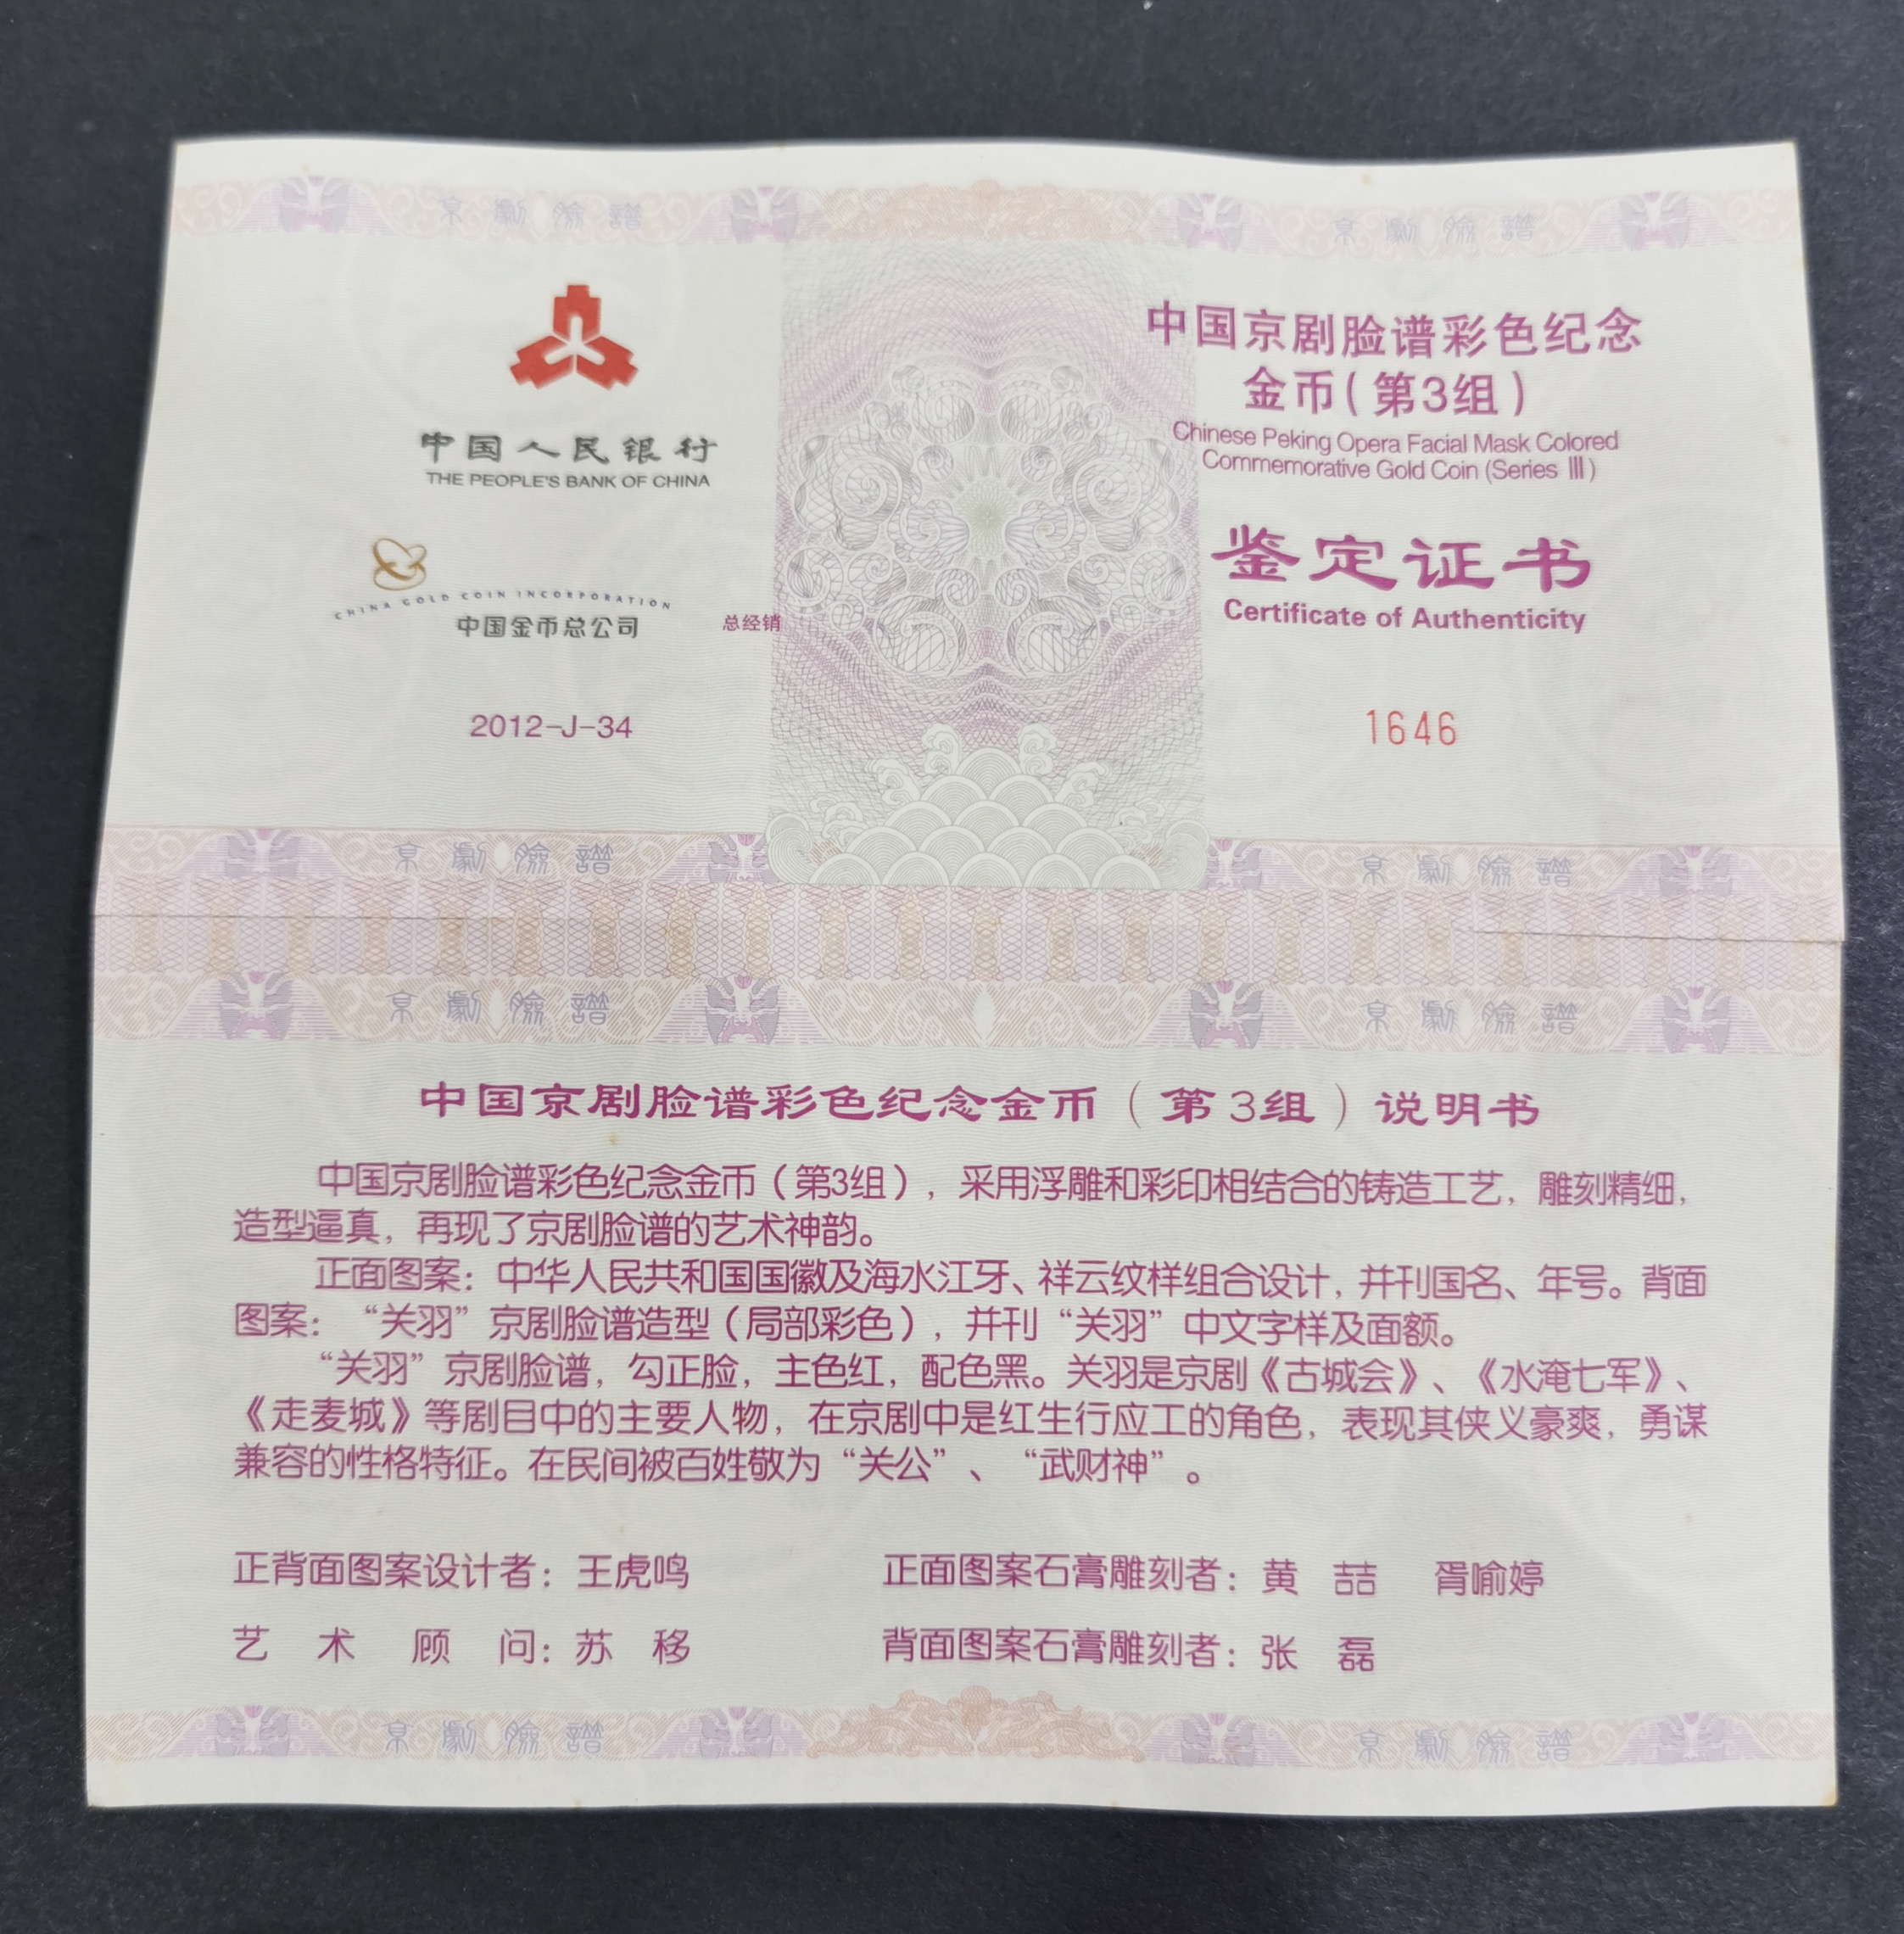 京劇臉譜 京劇臉譜
中国人民银行
THE PEOPLE'S BANK OF CHINA
CHINA GOLD COIN INCORPORATION
中国金币总公司 总经销
2012-J-34
中国京剧脸谱彩色纪念
金币(第3组)
Chinese Peking Opera Facial Mask Colored
Commemorative Gold Coin (Series Ⅲ)
鉴定证书
Certificate of Authenticity
1646
京劇臉譜 京劇臉譜
京劇臉譜 京劇臉譜
中国京剧脸谱彩色纪念金币（第3组）说明书
中国京剧脸谱彩色纪念金币（第3组），采用浮雕和彩印相结合的铸造工艺，雕刻精细，
造型逼真，再现了京剧脸谱的艺术神韵。
正面图案：中华人民共和国国徽及海水江牙、祥云纹样组合设计，并刊国名、年号。背面
图案：“关羽”京剧脸谱造型（局部彩色），并刊“关羽”中文字样及面额。
“关羽”京剧脸谱，勾正脸，主色红，配色黑。关羽是京剧《古城会》、《水淹七军》、
《走麦城》等剧目中的主要人物，在京剧中是红生行应工的角色，表现其侠义豪爽，勇谋
兼容的性格特征。在民间被百姓敬为“关公”、“武财神”。
正背面图案设计者：王虎鸣 正面图案石膏雕刻者：黄 喆 胥喻婷
艺术顾问：苏 移 背面图案石膏雕刻者：张 磊
京劇臉譜 京劇臉譜